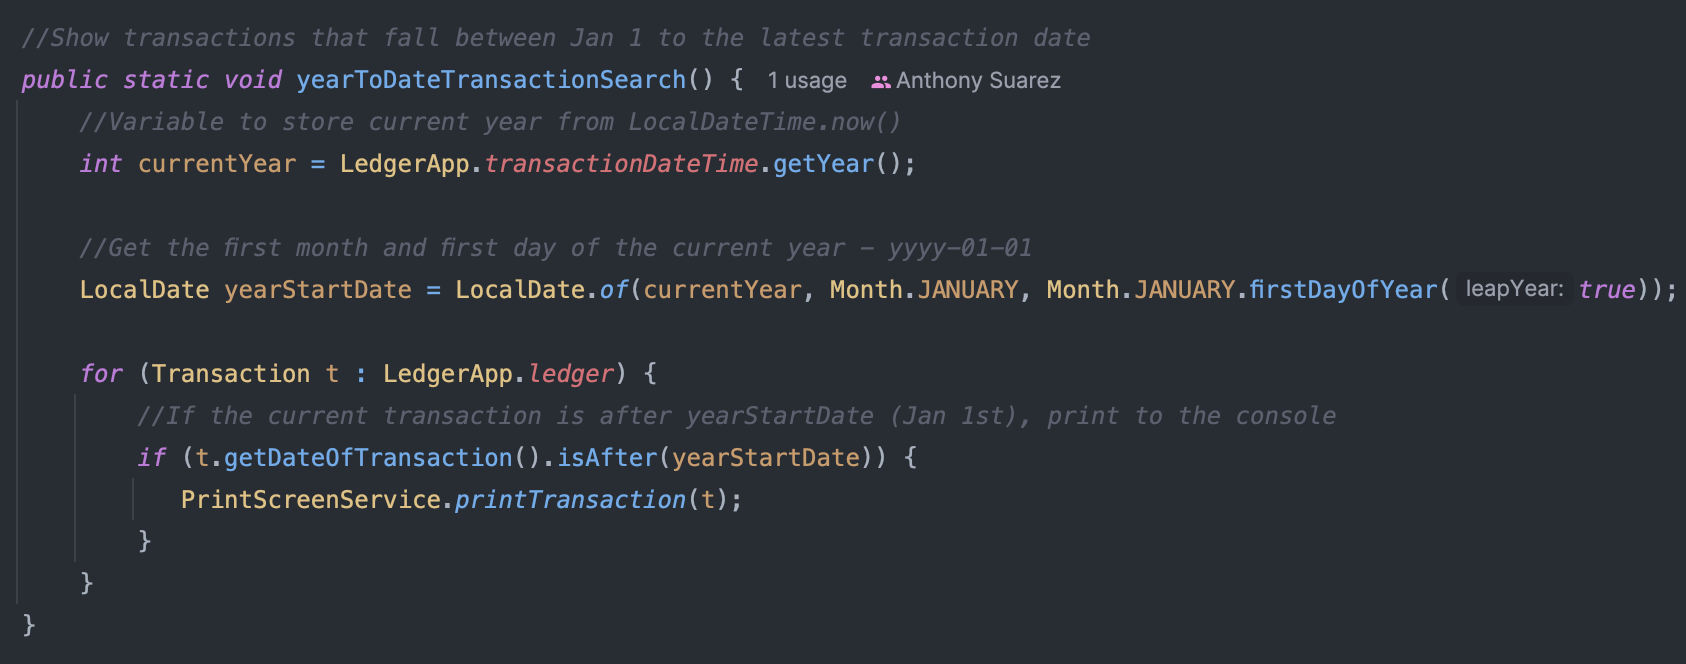 //Show transactions that fall between Jan 1 to the latest transaction date
public static void yearToDateTransactionSearch() { 1 usage Anthony Suarez
//Variable to store current year from LocalDateTime.now()
int currentYear = LedgerApp.transactionDateTime.getYear();
//Get the first month and first day of the current year – yyyy-01-01
LocalDate yearStartDate = LocalDate.of(currentYear, Month.JANUARY, Month.JANUARY.firstDayOfYear( leapYear: true));
for (Transaction t : LedgerApp.ledger) {
//If the current transaction is after yearStartDate (Jan 1st), print to the console
if (t.getDateOfTransaction().isAfter(yearStartDate)) {
PrintScreenService.printTransaction(t);
}
}
}